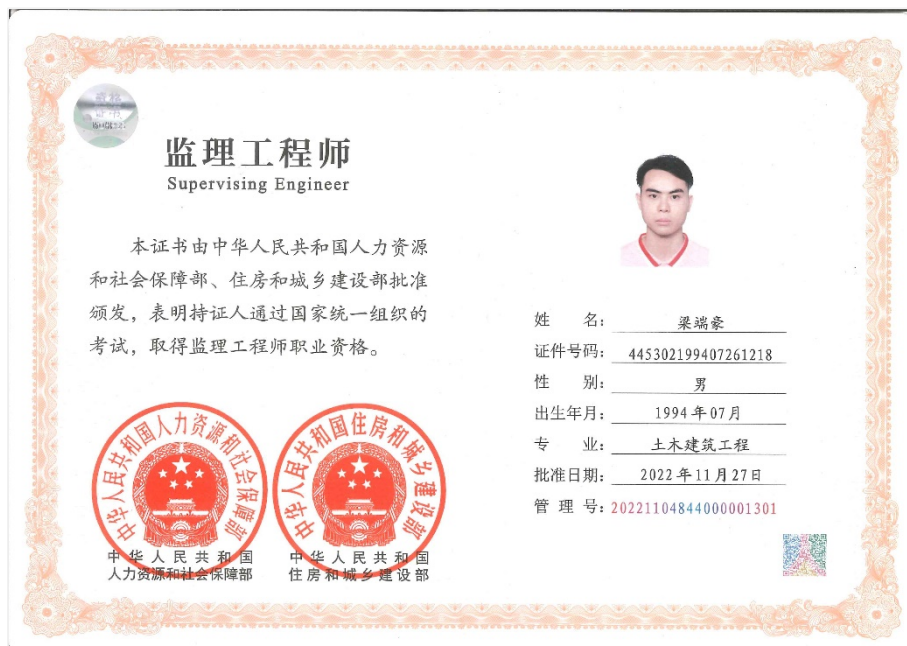 资格
证书
监理工程师
Supervising Engineer
本证书由中华人民共和国人力资源
和社会保障部、住房和城乡建设部批准
颁发，表明持证人通过国家统一组织的
考试，取得监理工程师职业资格。
中华人民共和国人力资源和社会保障部
中华人民共和国住房和城乡建设部
中华人民共和国
人力资源和社会保障部
中华人民共和国
住房和城乡建设部
姓 名：梁端豪
证件号码：445302199407261218
性 别：男
出生年月：1994年07月
专 业：土木建筑工程
批准日期：2022年11月27日
管 理 号：20221104844000001301